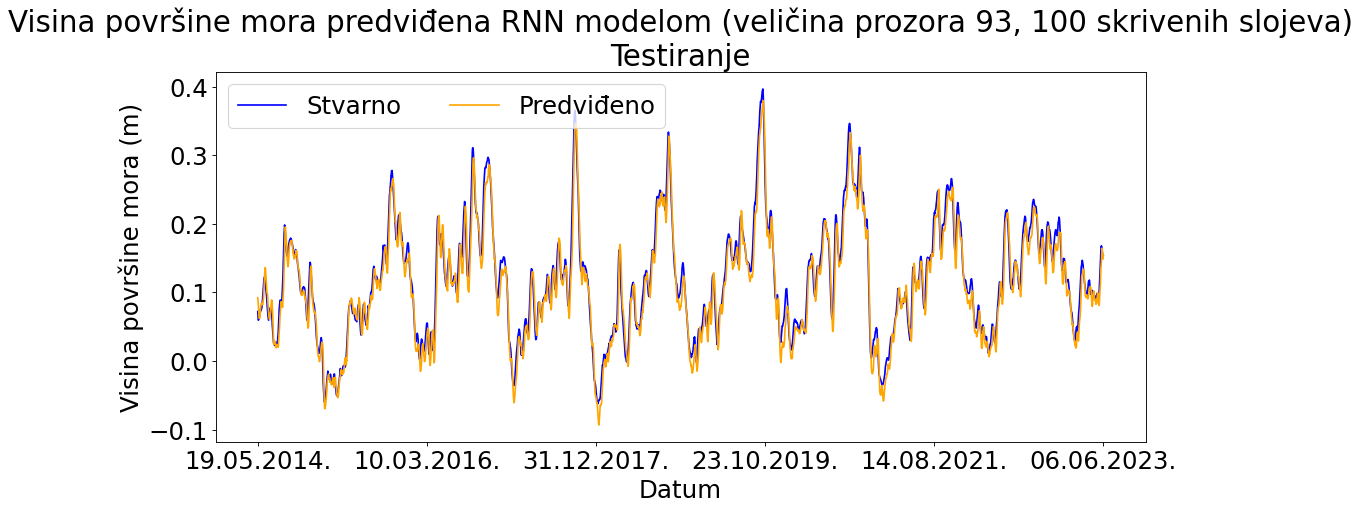 Visina površine mora predviđena RNN modelom (veličina prozora 93, 100 skrivenih slojeva)
Testiranje
Stvarno Predviđeno
Visina površine mora (m)
0.4
0.3
0.2
0.1
0.0
−0.1
19.05.2014. 10.03.2016. 31.12.2017. 23.10.2019. 14.08.2021. 06.06.2023.
Datum